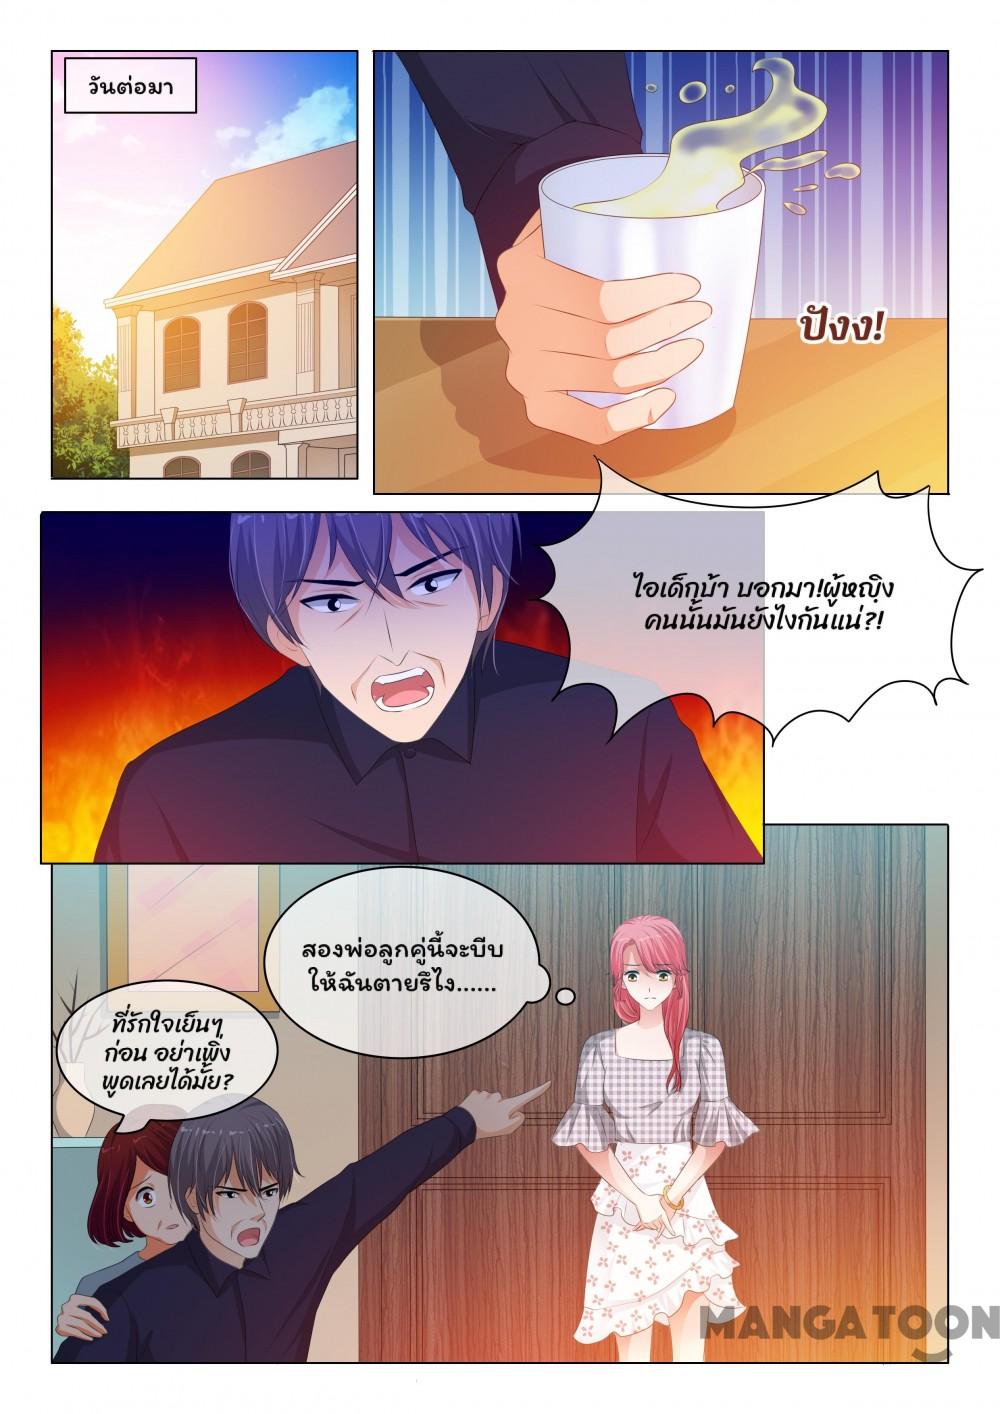 วันต่อมา
ปังง!
ไอเด็กบ้า บอกมา!ผู้หญิง
คนนั้นมันยังไงกันแน่?!
สองพ่อลูกคู่นี้จะบีบ
ให้ฉันตายรึไง......
ที่รักใจเย็นๆ
ก่อน อย่าเพิ่ง
พูดเลยได้มั้ย?
MANGATOON